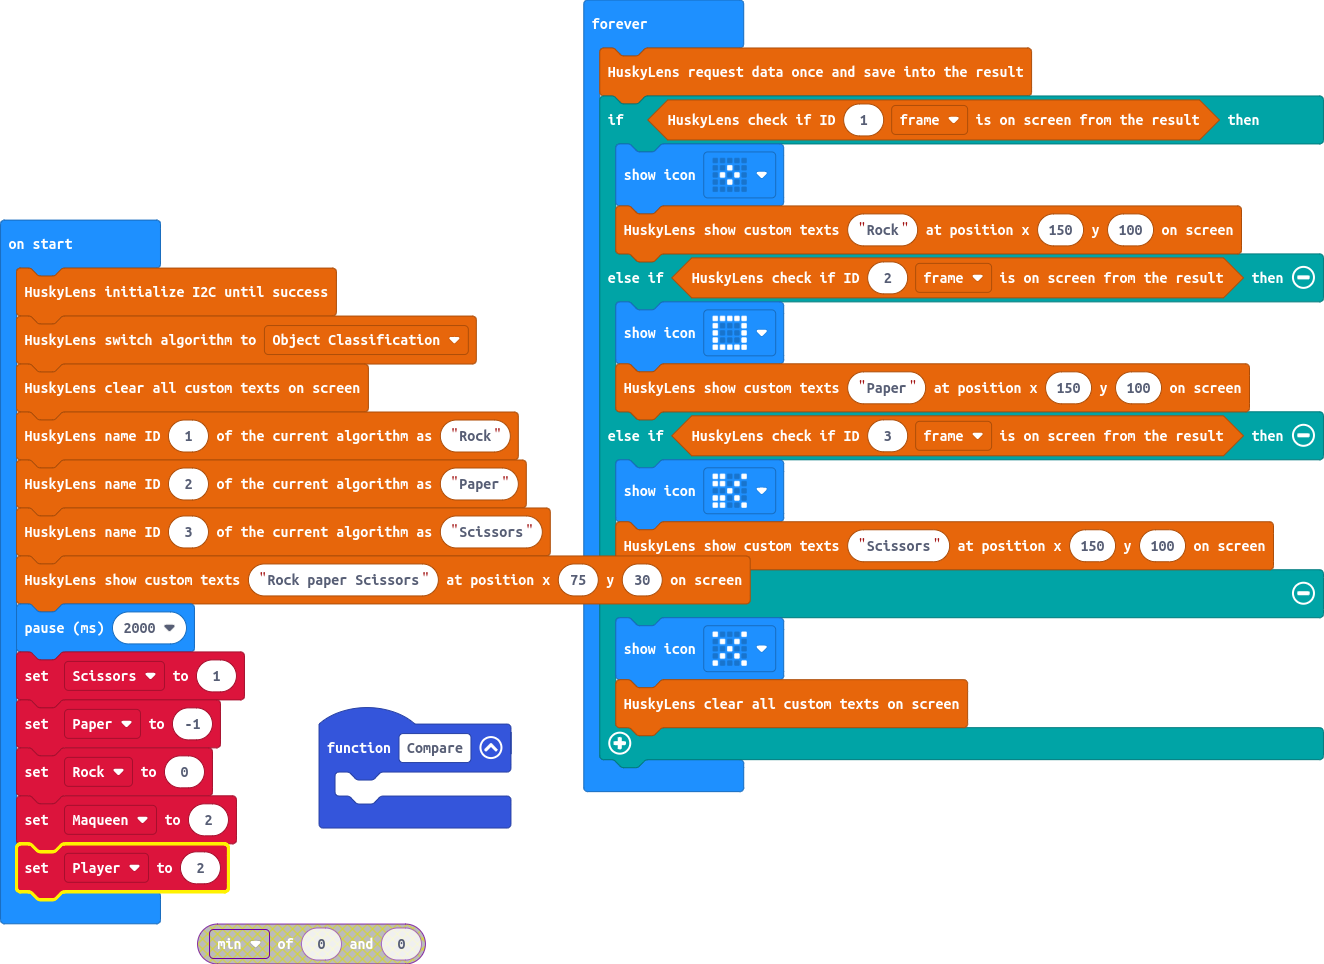 on start
HuskyLens initialize I2C until success
HuskyLens switch algorithm to Object Classification
HuskyLens clear all custom texts on screen
HuskyLens name ID 1 of the current algorithm as "Rock"
HuskyLens name ID 2 of the current algorithm as "Paper"
HuskyLens name ID 3 of the current algorithm as "Scissors"
HuskyLens show custom texts "Rock paper Scissors" at position x 75 y 30 on screen
pause (ms) 2000
set Scissors to 1
set Paper to -1
set Rock to 0
set Maqueen to 2
set Player to 2
min of 0 and 0
function Compare
forever
HuskyLens request data once and save into the result
if HuskyLens check if ID 1 frame is on screen from the result then
show icon
HuskyLens show custom texts "Rock" at position x 150 y 100 on screen
else if HuskyLens check if ID 2 frame is on screen from the result then
show icon
HuskyLens show custom texts "Paper" at position x 150 y 100 on screen
else if HuskyLens check if ID 3 frame is on screen from the result then
show icon
HuskyLens show custom texts "Scissors" at position x 150 y 100 on screen
show icon
HuskyLens clear all custom texts on screen